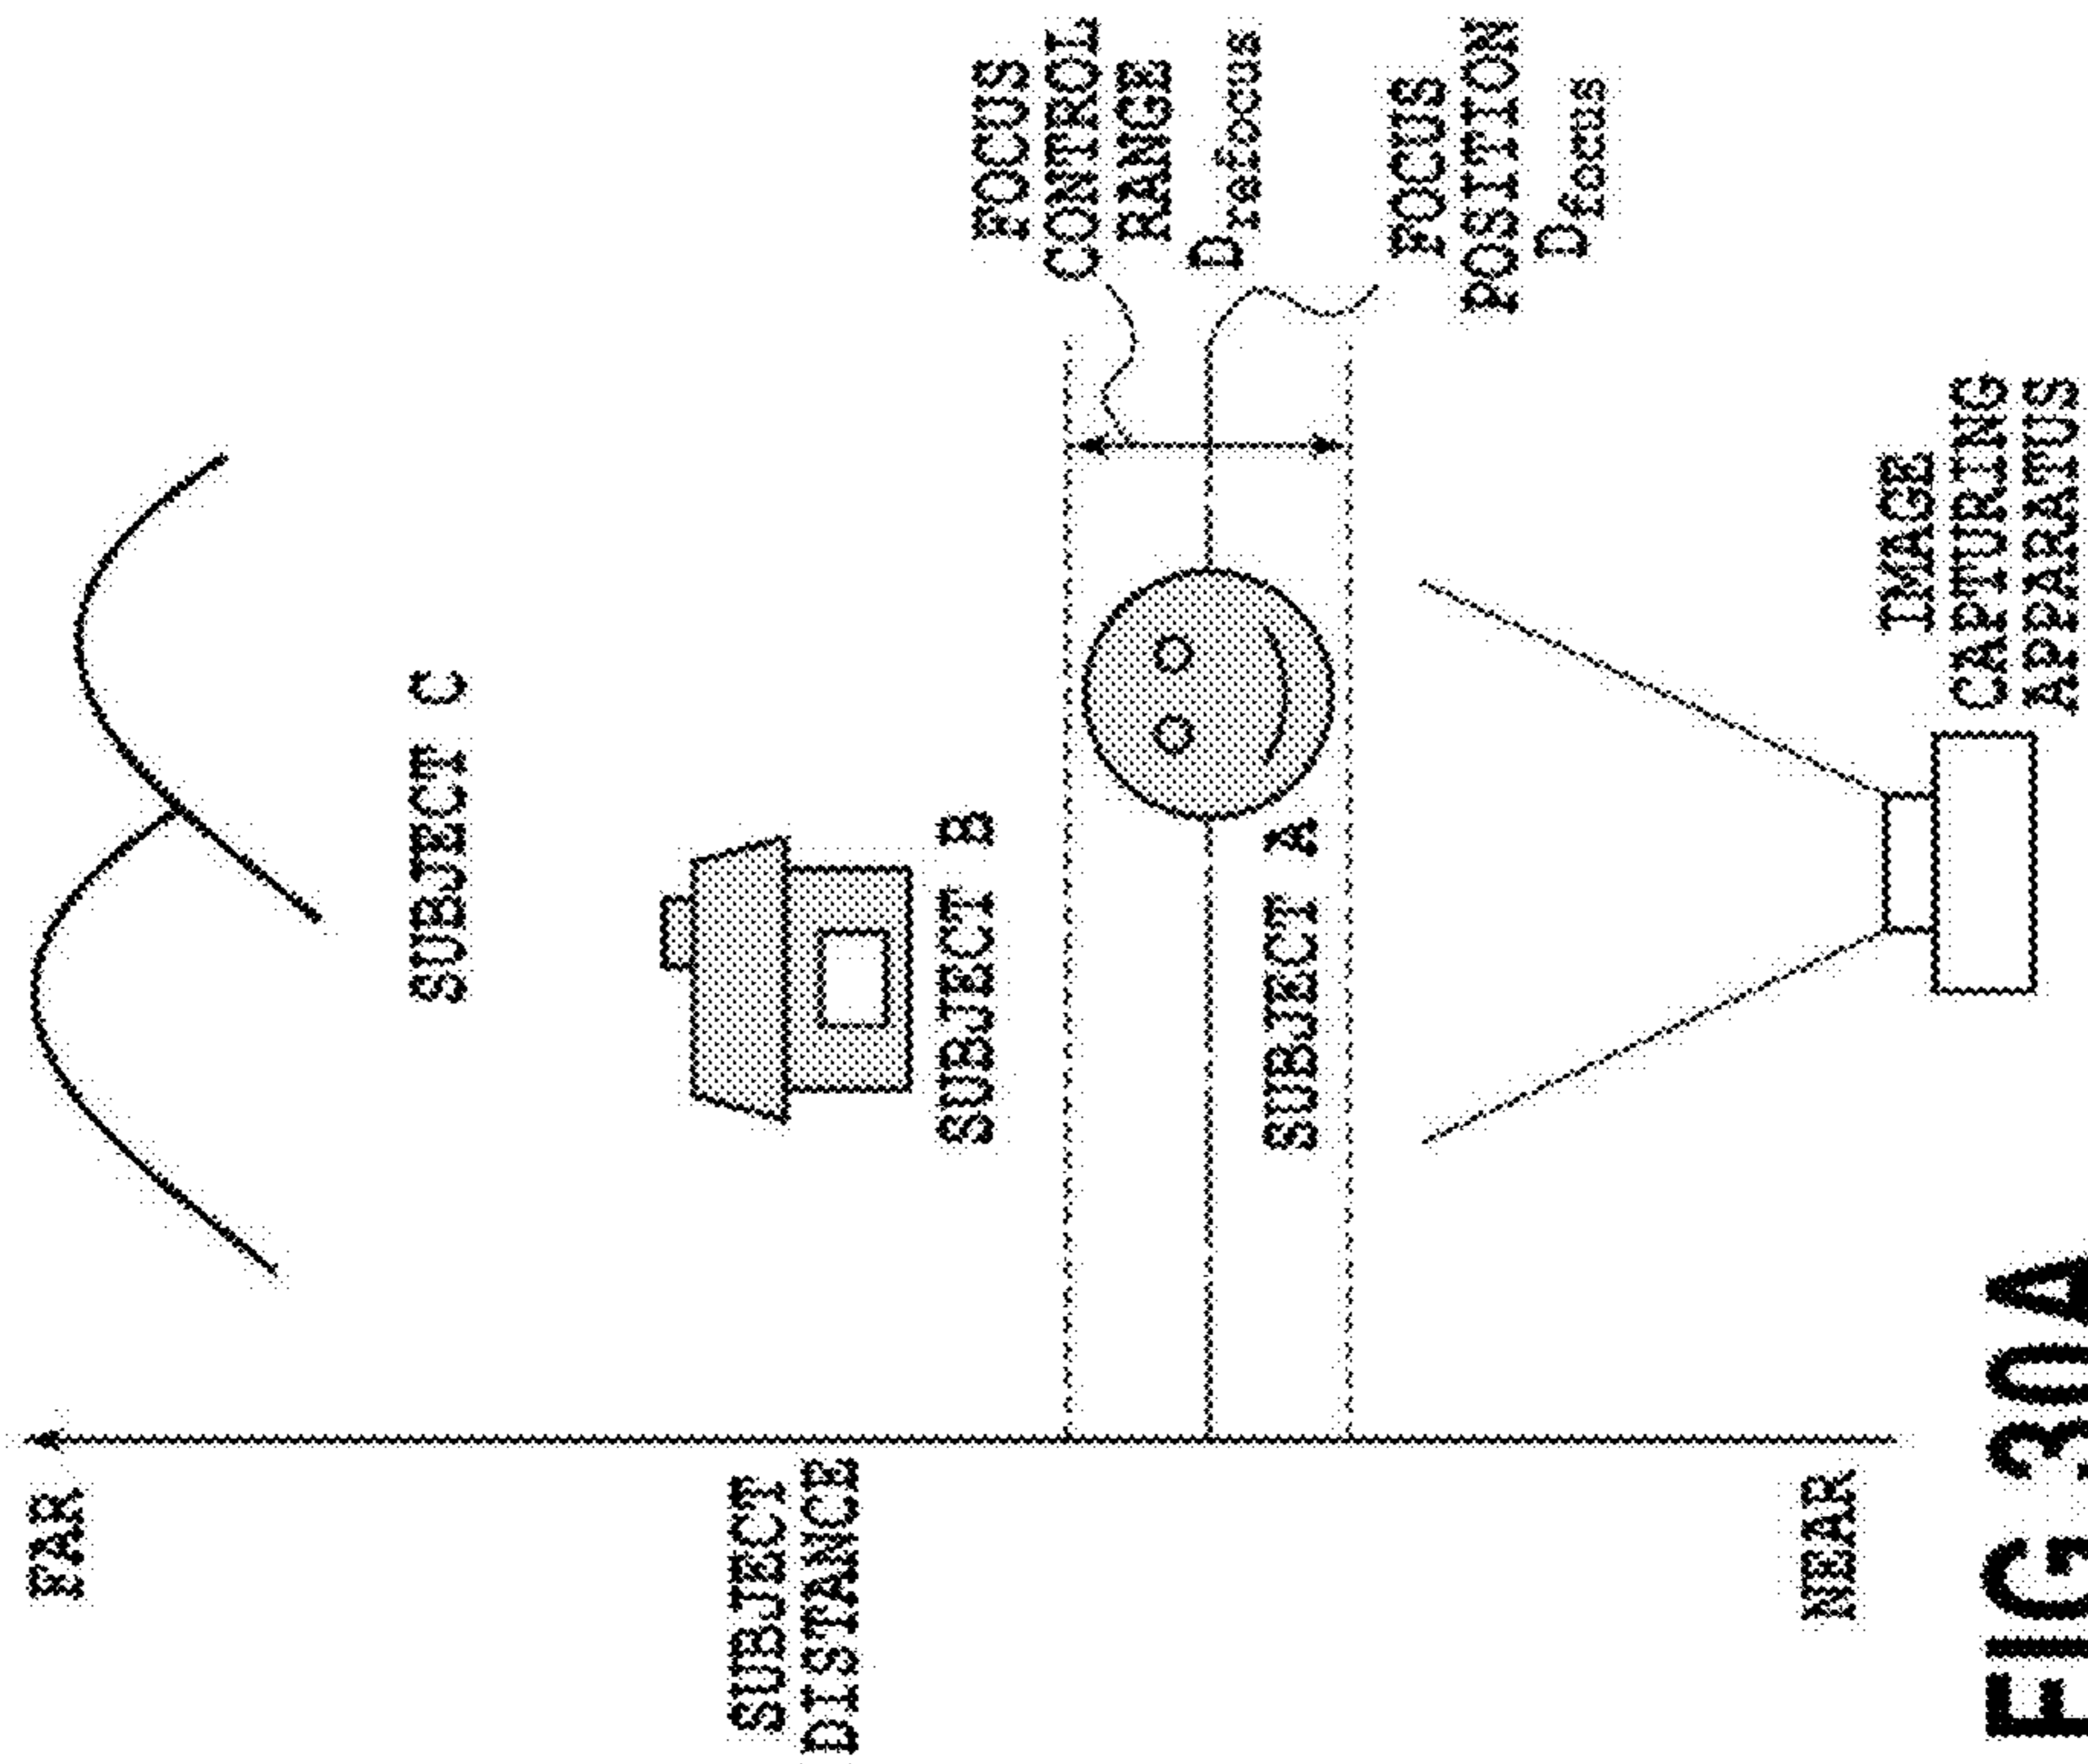 FAR
SUBJECT C
SUBJECT
DISTANCE
SUBJECT B
FOCUS
CONTROL
RANGE
Drefocus
SUBJECT A
FOCUS
POSITION
Dfocus
NEAR
IMAGE
CAPTURING
APPARATUS
FIG.30A